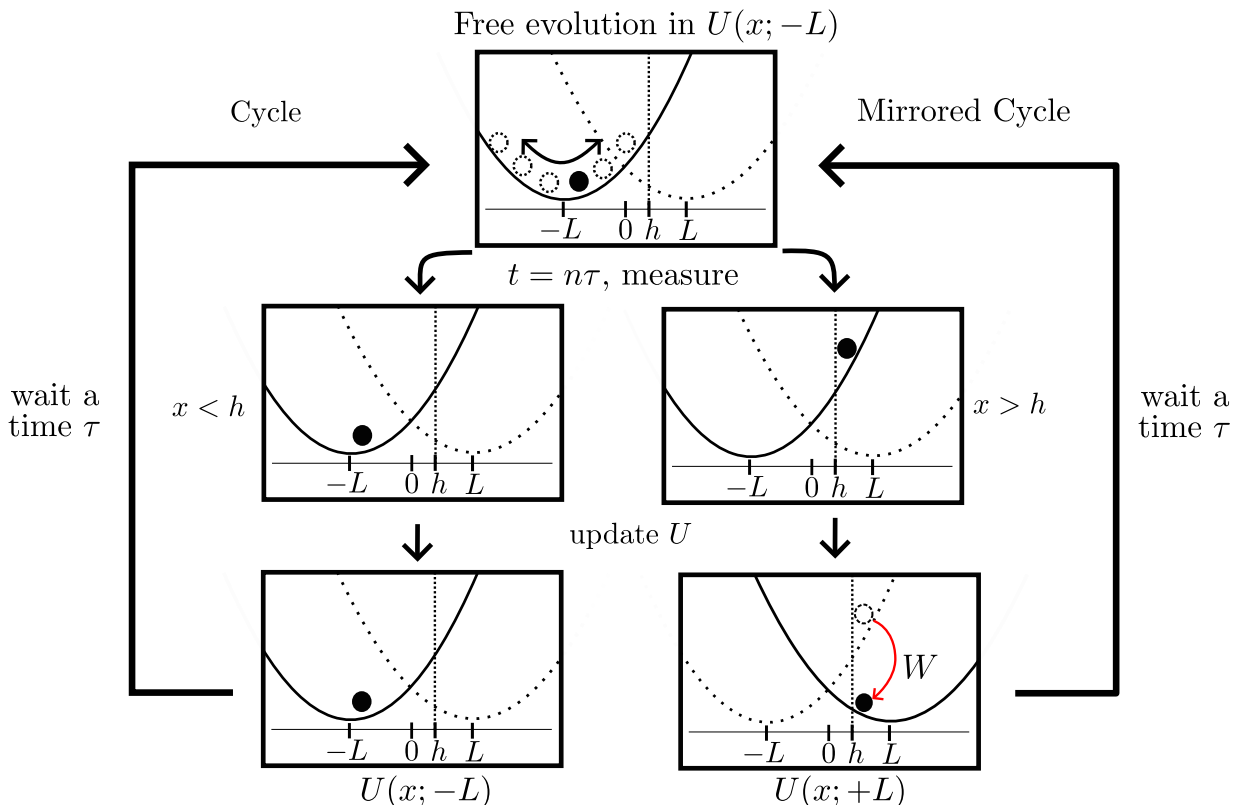 Free evolution in U(x; −L)
Cycle
Mirrored Cycle
−L 0 h L
t = nτ, measure
wait a
time τ
x < h
−L 0 h L
x > h
−L 0 h L
wait a
time τ
update U
−L 0 h L
W
−L 0 h L
U(x; −L)
U(x; +L)